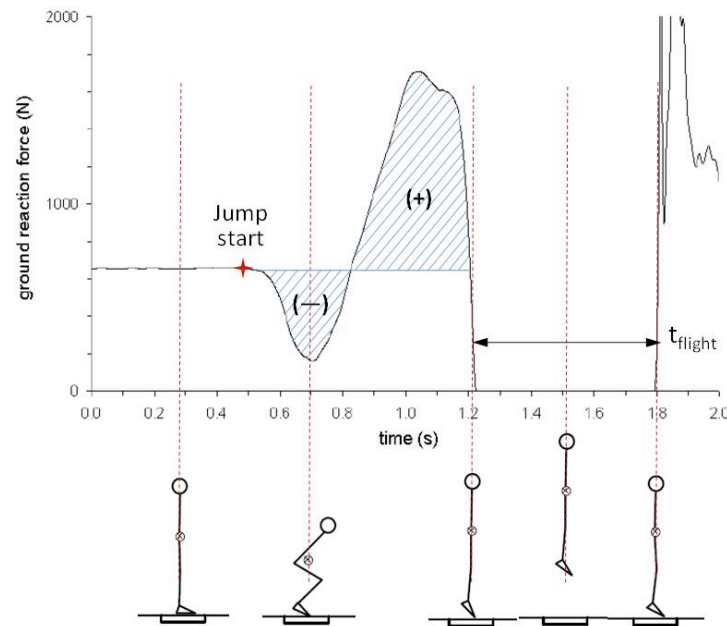 2000
1000
0
ground reaction force (N)
Jump
start
(—)
(+)
t_flight
0.0 0.2 0.4 0.6 0.8 1.0 1.2 1.4 1.6 1.8 2.0
time (s)